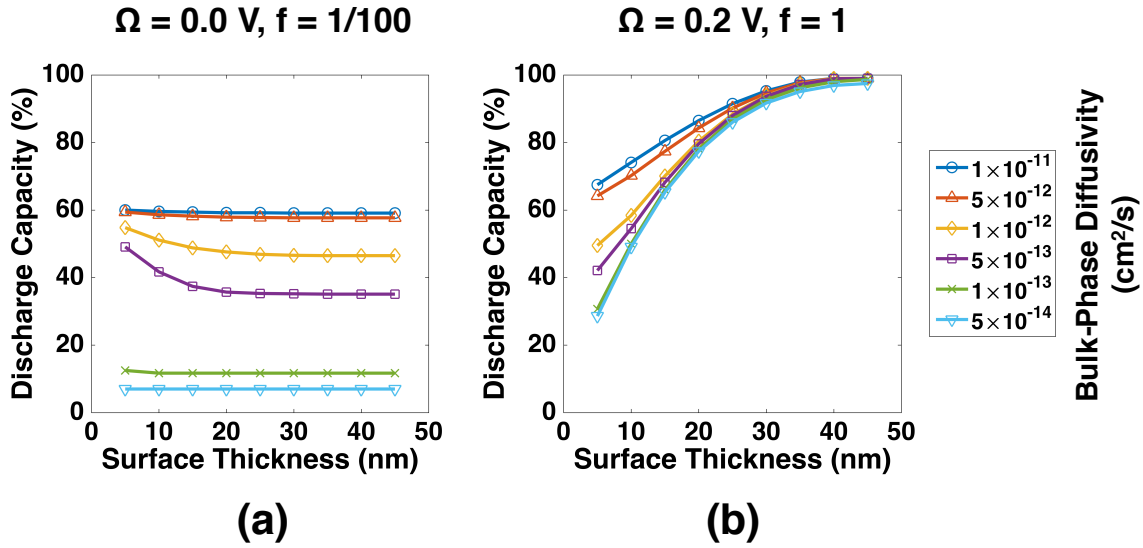 Ω = 0.0 V, f = 1/100
Ω = 0.2 V, f = 1
Discharge Capacity (%)
100
80
60
40
20
0
0 10 20 30 40 50
Surface Thickness (nm)
(a)
Discharge Capacity (%)
100
80
60
40
20
0
0 10 20 30 40 50
Surface Thickness (nm)
(b)
1×10⁻¹¹
5×10⁻¹²
1×10⁻¹²
5×10⁻¹³
1×10⁻¹³
5×10⁻¹⁴
Bulk-Phase Diffusivity
(cm²/s)